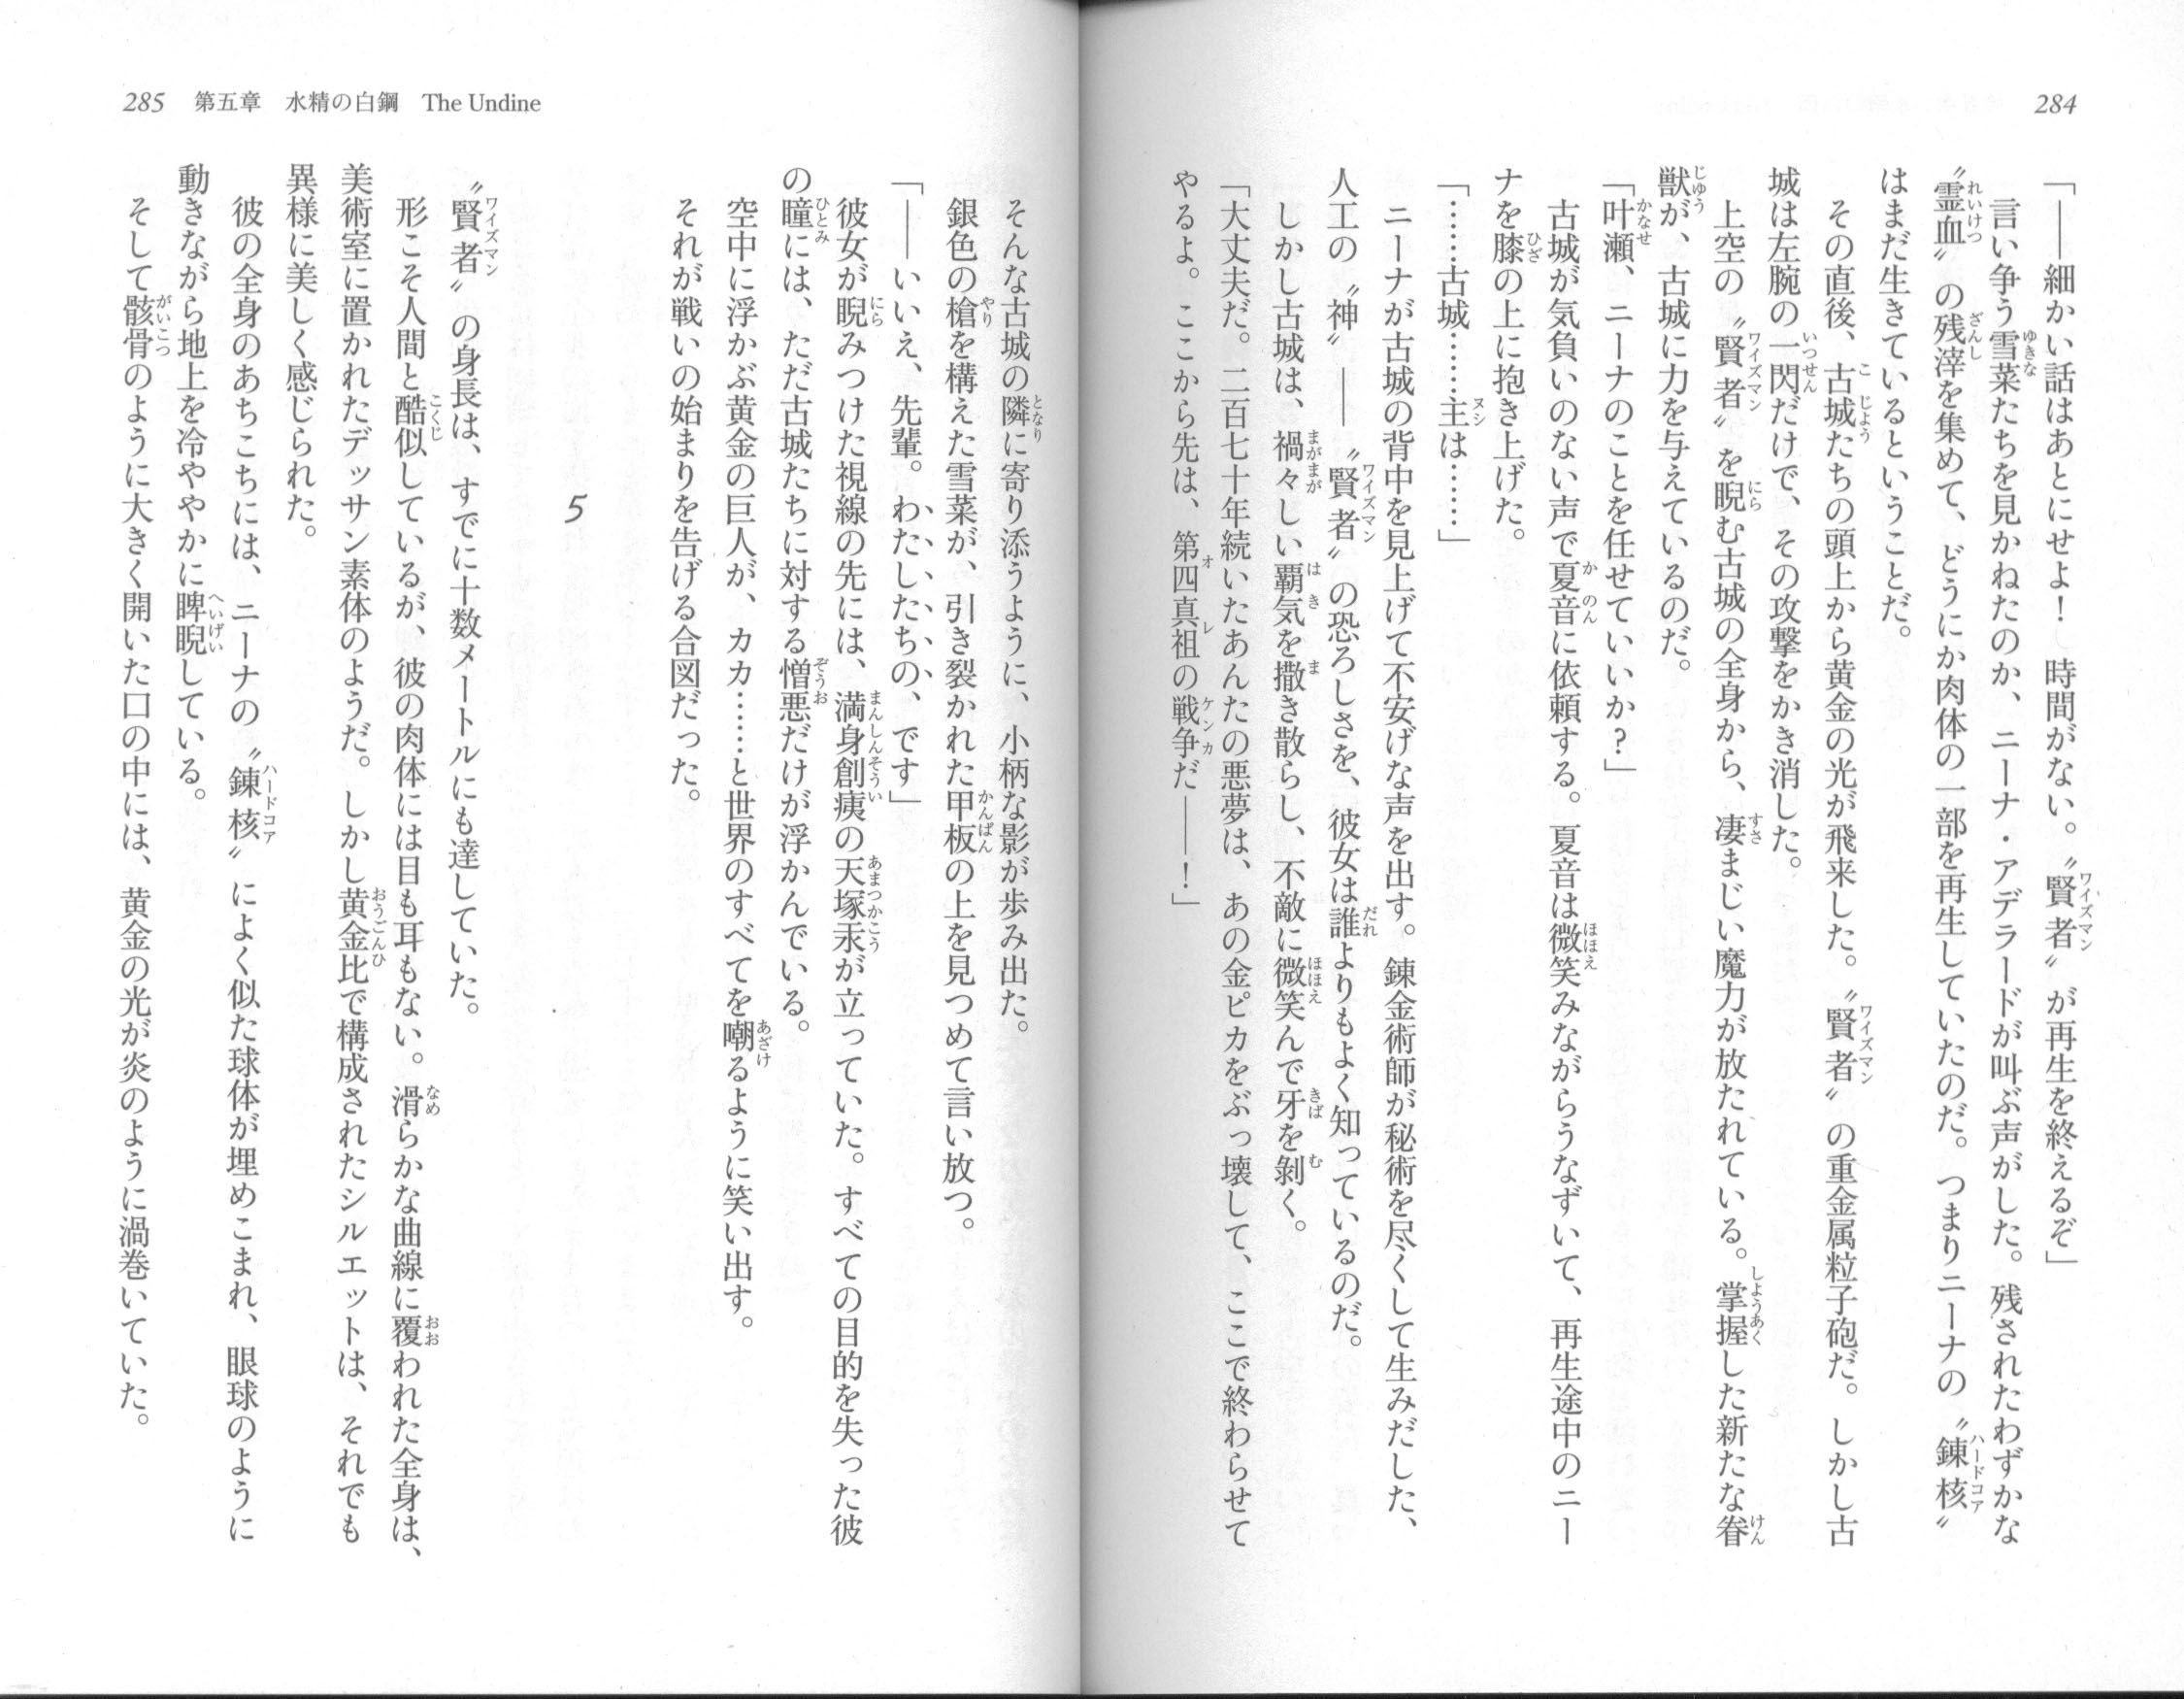 284
「――細かい話はあとにせよ！　時間がない。〝賢者〟が再生を終えるぞ」
言い争う雪菜たちを見かねたのか、ニーナ・アデラードが叫ぶ声がした。残されたわずかな
〝霊血〟の残滓を集めて、どうにか肉体の一部を再生していたのだ。つまりニーナの〝錬核〟
はまだ生きているということだ。
その直後、古城たちの頭上から黄金の光が飛来した。〝賢者〟の重金属粒子砲だ。しかし古
城は左腕の一閃だけで、その攻撃をかき消した。
上空の〝賢者〟を睨む古城の全身から、凄まじい魔力が放たれている。掌握した新たな眷
獣が、古城に力を与えているのだ。
「叶瀬、ニーナのことを任せていいか？」
古城が気負いのない声で夏音に依頼する。夏音は微笑みながらうなずいて、再生途中のニー
ナを膝の上に抱き上げた。
「……古城……主は……」
ニーナが古城の背中を見上げて不安げな声を出す。錬金術師が秘術を尽くして生みだした、
人工の〝神〟――〝賢者〟の恐ろしさを、彼女は誰よりもよく知っているのだ。
しかし古城は、禍々しい覇気を撒き散らし、不敵に微笑んで牙を剝く。
「大丈夫だ。二百七十年続いたあんたの悪夢は、あの金ピカをぶっ壊して、ここで終わらせて
やるよ。ここから先は、第四真祖の戦争だ――！」
285　第五章　水精の白鋼　The Undine
そんな古城の隣に寄り添うように、小柄な影が歩み出た。
銀色の槍を構えた雪菜が、引き裂かれた甲板の上を見つめて言い放つ。
「――いいえ、先輩。わたしたちの、です」
彼女が睨みつけた視線の先には、満身創痍の天塚汞が立っていた。すべての目的を失った彼
の瞳には、ただ古城たちに対する憎悪だけが浮かんでいる。
空中に浮かぶ黄金の巨人が、カカ……と世界のすべてを嘲るように笑い出す。
それが戦いの始まりを告げる合図だった。
5
〝賢者〟の身長は、すでに十数メートルにも達していた。
形こそ人間と酷似しているが、彼の肉体には目も耳もない。滑らかな曲線に覆われた全身は、
美術室に置かれたデッサン素体のようだ。しかし黄金比で構成されたシルエットは、それでも
異様に美しく感じられた。
彼の全身のあちこちには、ニーナの〝錬核〟によく似た球体が埋めこまれ、眼球のように
動きながら地上を冷ややかに睥睨している。
そして骸骨のように大きく開いた口の中には、黄金の光が炎のように渦巻いていた。